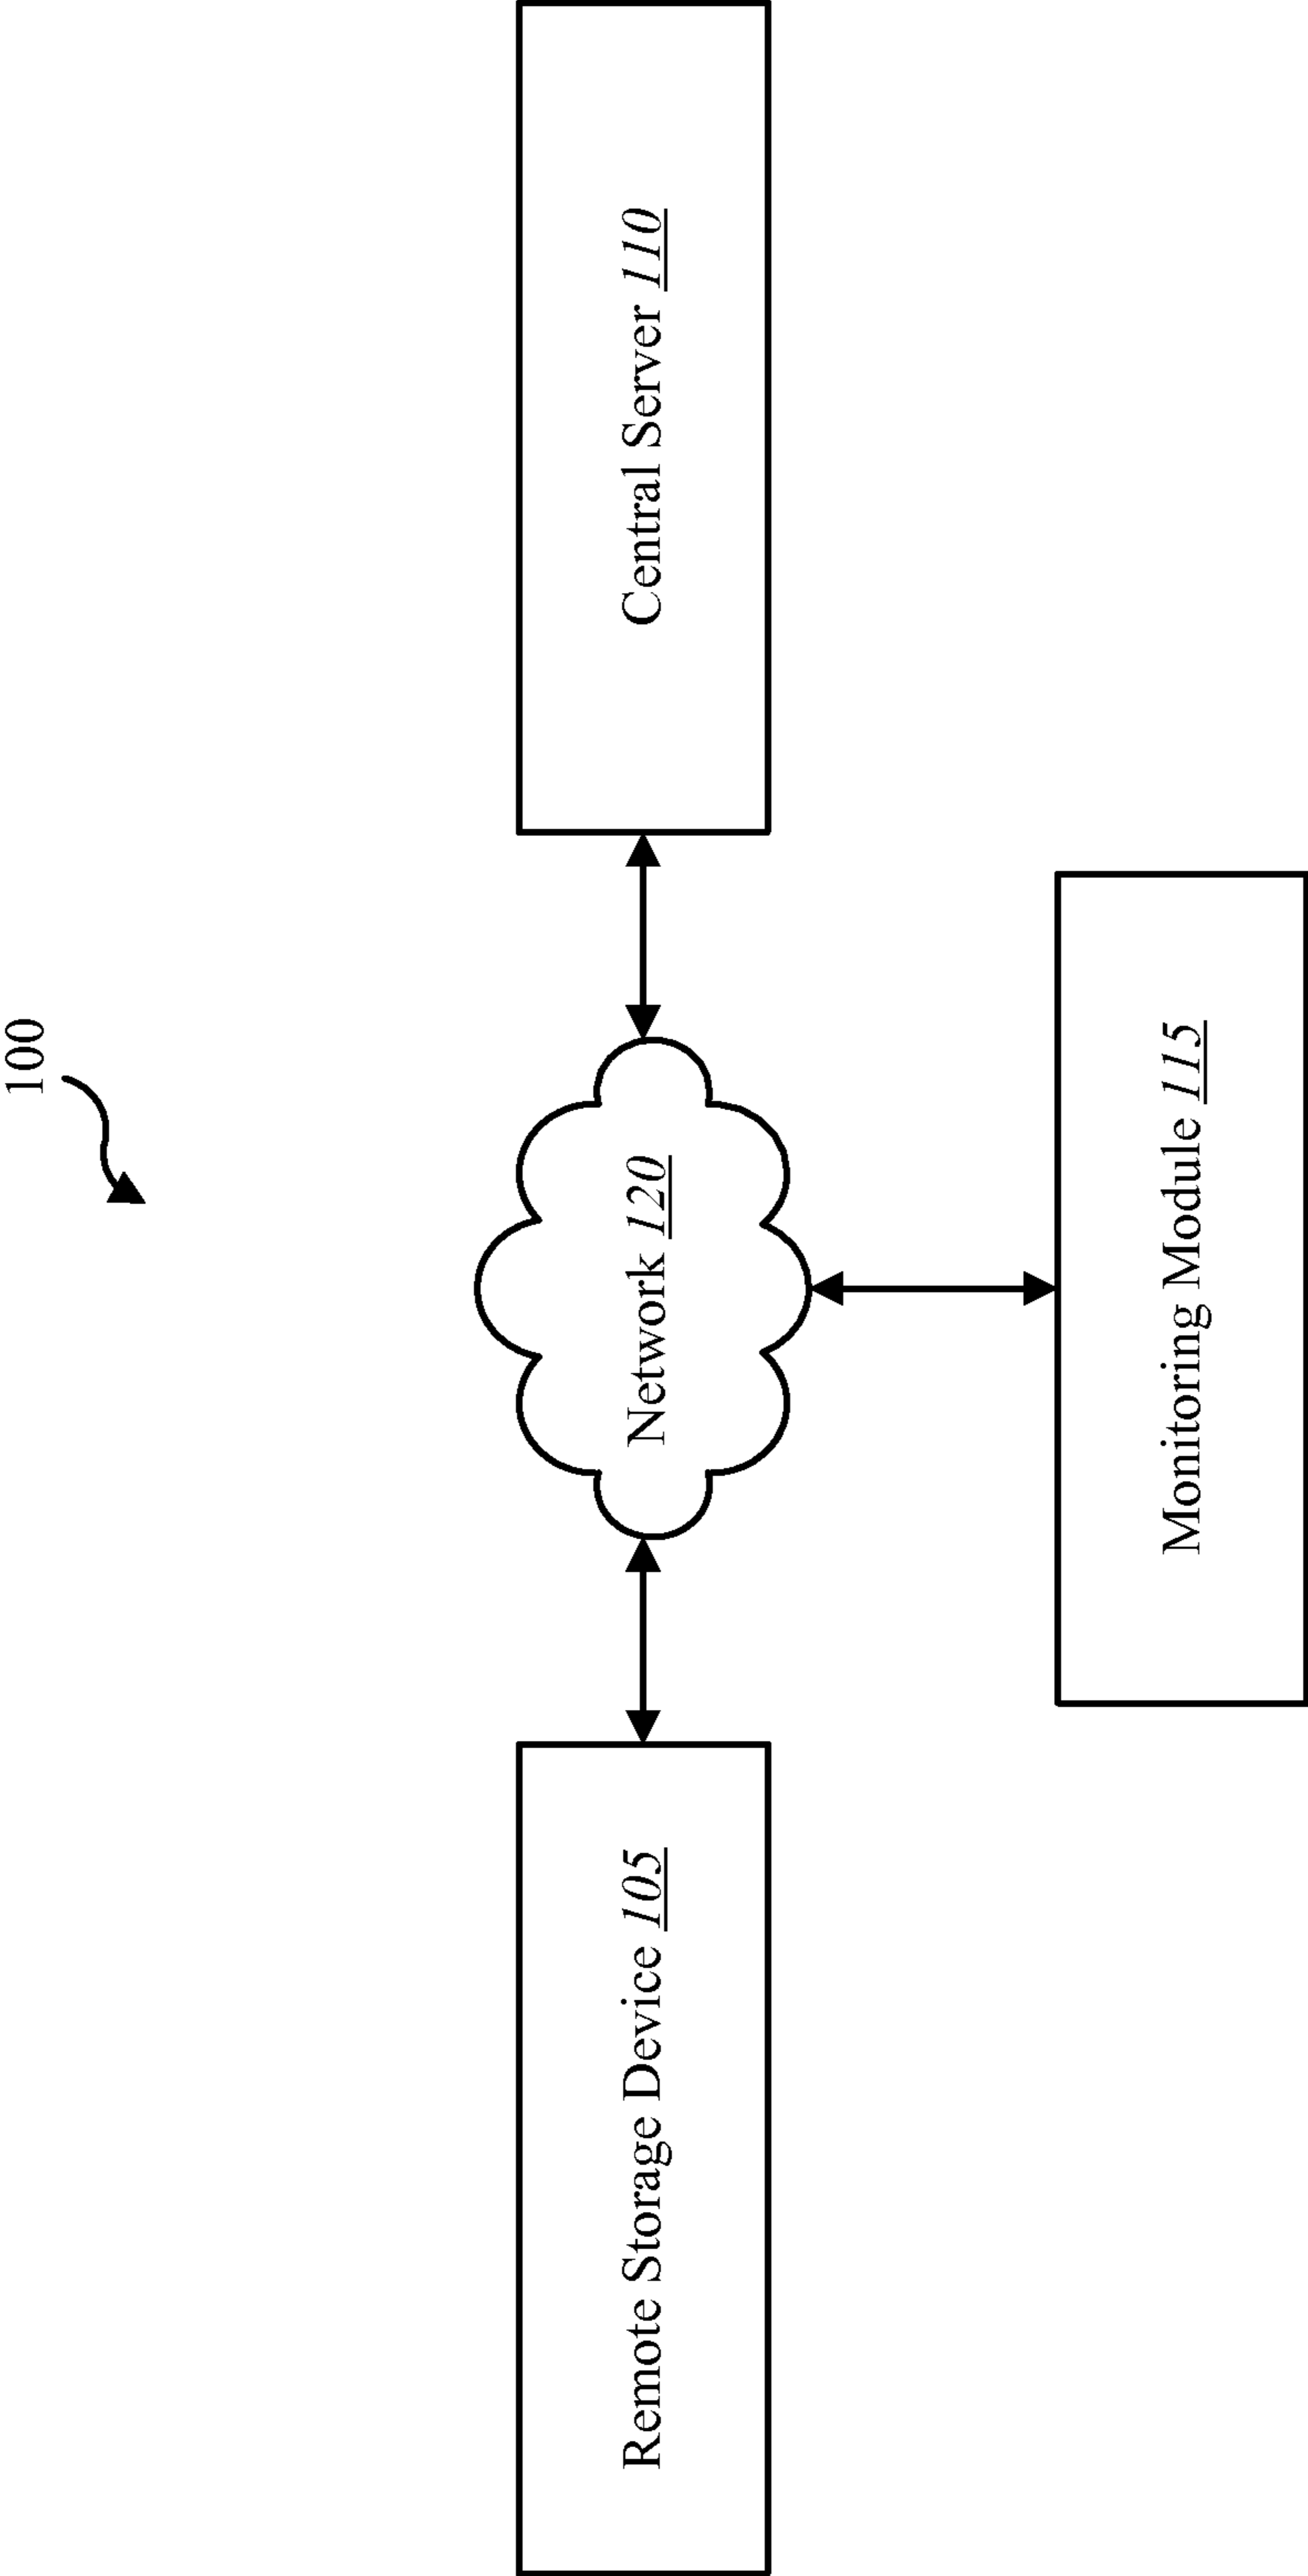 100
Remote Storage Device 105
Network 120
Central Server 110
Monitoring Module 115